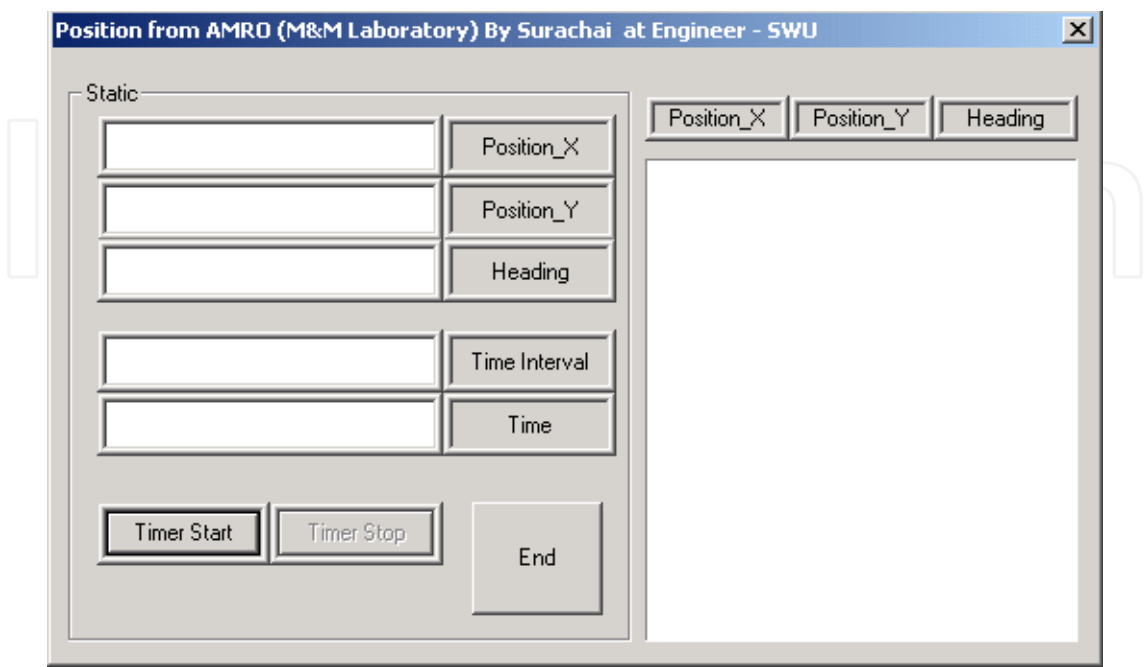 Position from AMRO (M&M Laboratory) By Surachai at Engineer - SWU
Static
Position_X
Position_Y
Heading
Time Interval
Time
Timer Start
Timer Stop
End
Position_X Position_Y Heading